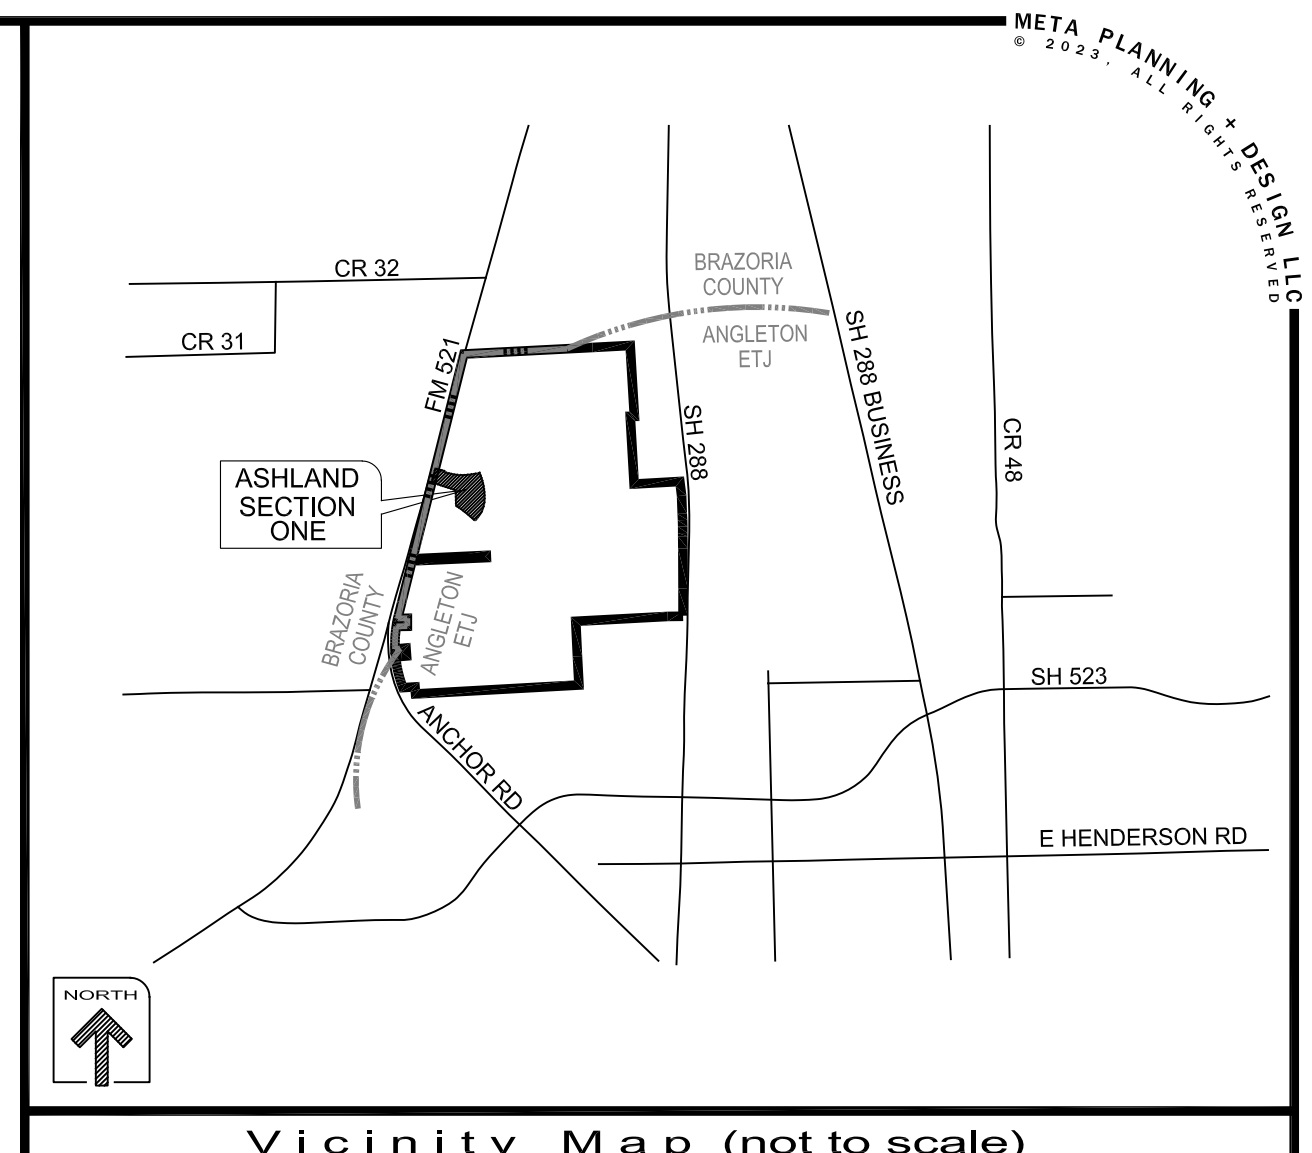 META PLANNING + DESIGN LLC
© 2023, ALL RIGHTS RESERVED
CR 32
BRAZORIA
COUNTY
CR 31
ANGLETON
ETJ
FM 521
SH 288 BUSINESS
SH 288
CR 48
ASHLAND
SECTION
ONE
BRAZORIA
COUNTY
ANGLETON
ETJ
SH 523
ANCHOR RD
E HENDERSON RD
NORTH
Vicinity Map (not to scale)